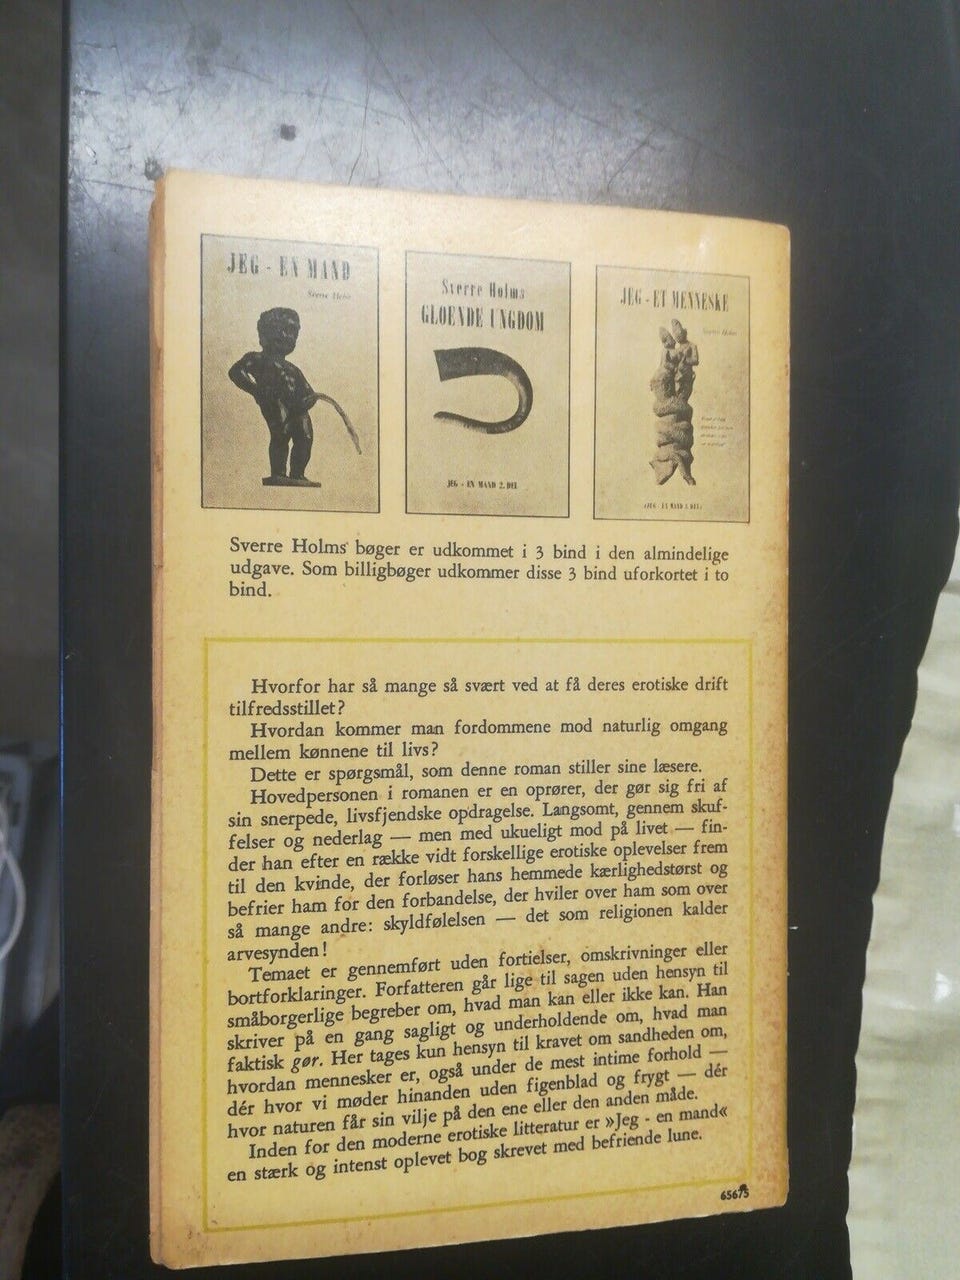 JEG - EN MAND
Sverre Holm
Sverre Holms
GLOENDE UNGDOM
JEG - EN MAND 2. DEL
JEG - ET MENNESKE
Sverre Holm
(JEG - EN MAND 3. DEL)
Sverre Holms bøger er udkommet i 3 bind i den almindelige
udgave. Som billigbøger udkommer disse 3 bind uforkortet i to
bind.
Hvorfor har så mange så svært ved at få deres erotiske drift
tilfredsstillet?
Hvordan kommer man fordommene mod naturlig omgang
mellem kønnene til livs?
Dette er spørgsmål, som denne roman stiller sine læsere.
Hovedpersonen i romanen er en oprører, der gør sig fri af
sin snerpede, livsfjendske opdragelse. Langsomt, gennem skuf-
felser og nederlag — men med ukueligt mod på livet — fin-
der han efter en række vidt forskellige erotiske oplevelser frem
til den kvinde, der forløser hans hemmede kærlighedstørst og
befrier ham for den forbandelse, der hviler over ham som over
så mange andre: skyldfølelsen — det som religionen kalder
arvesynden!
Temaet er gennemført uden fortielser, omskrivninger eller
bortforklaringer. Forfatteren går lige til sagen uden hensyn til
småborgerlige begreber om, hvad man kan eller ikke kan. Han
skriver på en gang sagligt og underholdende om, hvad man
faktisk gør. Her tages kun hensyn til kravet om sandheden om,
hvordan mennesker er, også under de mest intime forhold —
dér hvor vi møder hinanden uden figenblad og frygt — dér
hvor naturen får sin vilje på den ene eller den anden måde.
Inden for den moderne erotiske litteratur er »Jeg - en mand«
en stærk og intenst oplevet bog skrevet med befriende lune.
65675